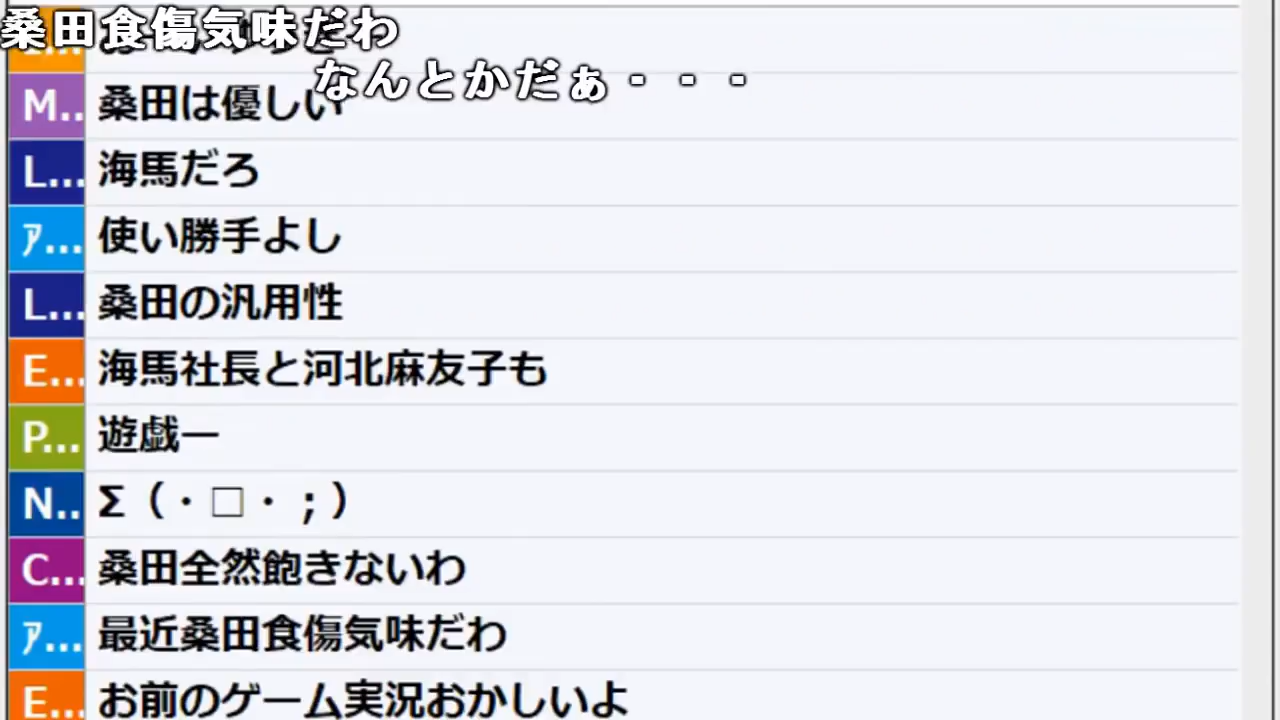 桑田食傷気味だわ
なんとかだぁ・・・
M..
桑田は優しい
L...
海馬だろ
ｱ...
使い勝手よし
L...
桑田の汎用性
E...
海馬社長と河北麻友子も
P...
遊戯―
N..
Σ（・□・；）
C...
桑田全然飽きないわ
ｱ...
最近桑田食傷気味だわ
E...
お前のゲーム実況おかしいよ